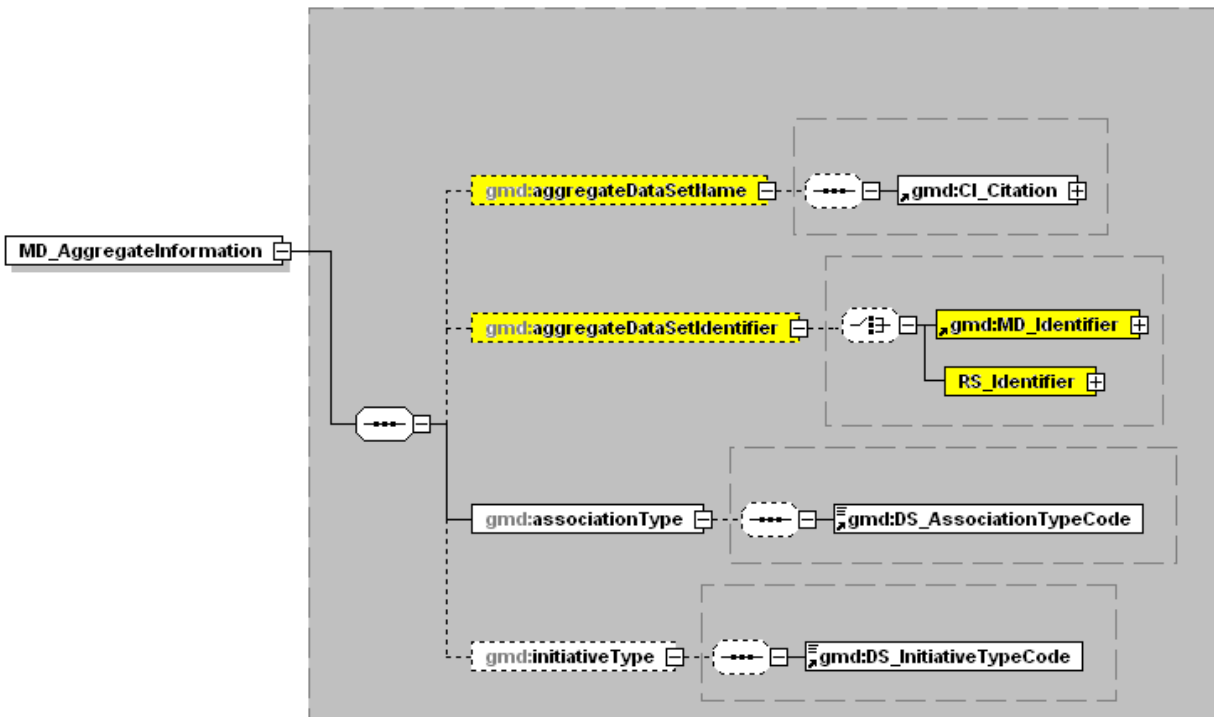 gmd:aggregateDataSetName
gmd:CI_Citation
MD_AggregateInformation
gmd:aggregateDataSetIdentifier
gmd:MD_Identifier
RS_Identifier
gmd:associationType
gmd:DS_AssociationTypeCode
gmd:initiativeType
gmd:DS_InitiativeTypeCode